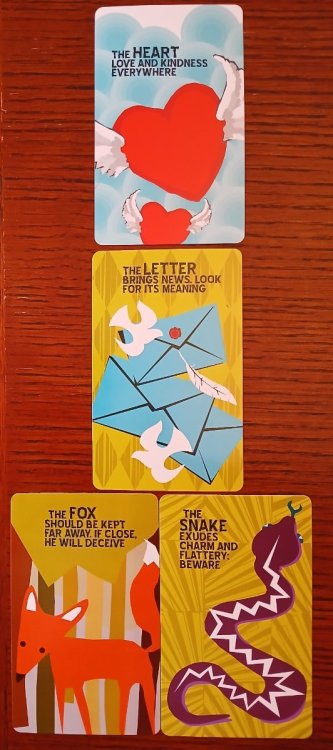 THE HEART
LOVE AND KINDNESS
EVERYWHERE
THE LETTER
BRINGS NEWS. LOOK
FOR ITS MEANING
THE FOX
SHOULD BE KEPT
FAR AWAY. IF CLOSE,
HE WILL DECEIVE
THE
SNAKE
EXUDES
CHARM AND
FLATTERY:
BEWARE